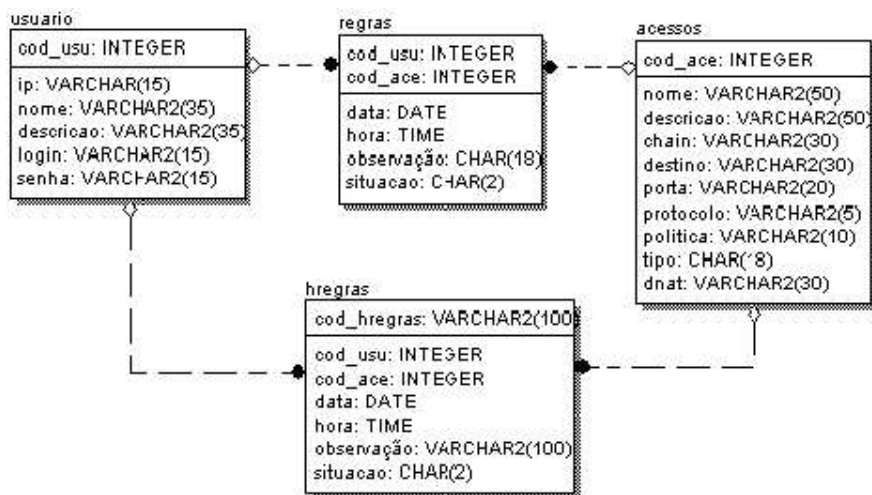 usuario
cod_usu: INTEGER
ip: VARCHAR(15)
nome: VARCHAR2(35)
descricao: VARCHAR2(35)
login: VARCHAR2(15)
senha: VARCHAR2(15)
regras
cod_usu: INTEGER
cod_ace: INTEGER
data: DATE
hora: TIME
observação: CHAR(18)
situacao: CHAR(2)
acessos
cod_ace: INTEGER
nome: VARCHAR2(50)
descricao: VARCHAR2(50)
chain: VARCHAR2(30)
destino: VARCHAR2(30)
porta: VARCHAR2(20)
protocolo: VARCHAR2(5)
politica: VARCHAR2(10)
tipo: CHAR(18)
dnat: VARCHAR2(30)
hregras
cod_hregras: VARCHAR2(100)
cod_usu: INTEGER
cod_ace: INTEGER
data: DATE
hora: TIME
observação: VARCHAR2(100)
situacao: CHAR(2)